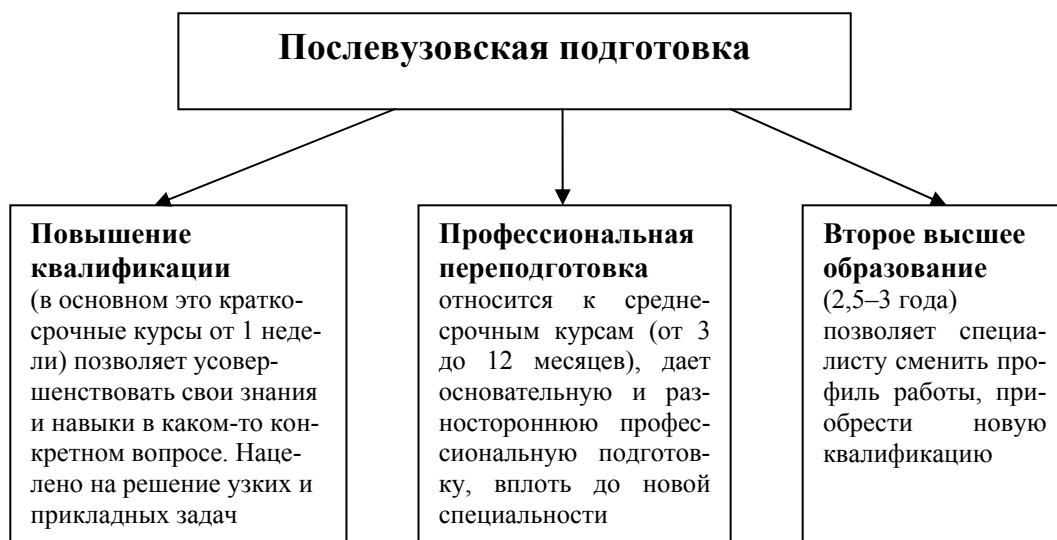 Послевузовская подготовка
Повышение
квалификации
(в основном это кратко-
срочные курсы от 1 неде-
ли) позволяет усовер-
шенствовать свои знания
и навыки в каком-то кон-
кретном вопросе. Наце-
лено на решение узких и
прикладных задач
Профессиональная
переподготовка
относится к средне-
срочным курсам (от 3
до 12 месяцев), дает
основательную и раз-
ностороннюю профес-
сиональную подготов-
ку, вплоть до новой
специальности
Второе высшее
образование
(2,5–3 года)
позволяет специа-
листу сменить про-
филь работы, при-
обрести новую
квалификацию